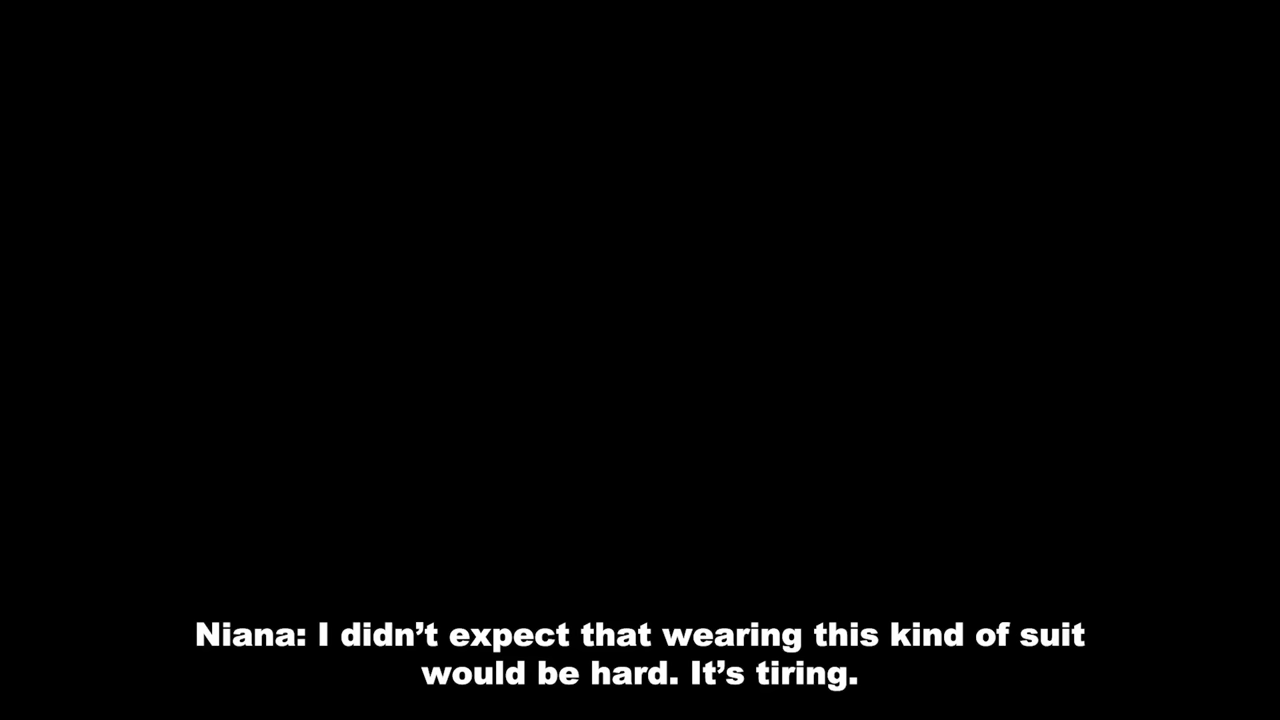 Niana: I didn’t expect that wearing this kind of suit
would be hard. It’s tiring.